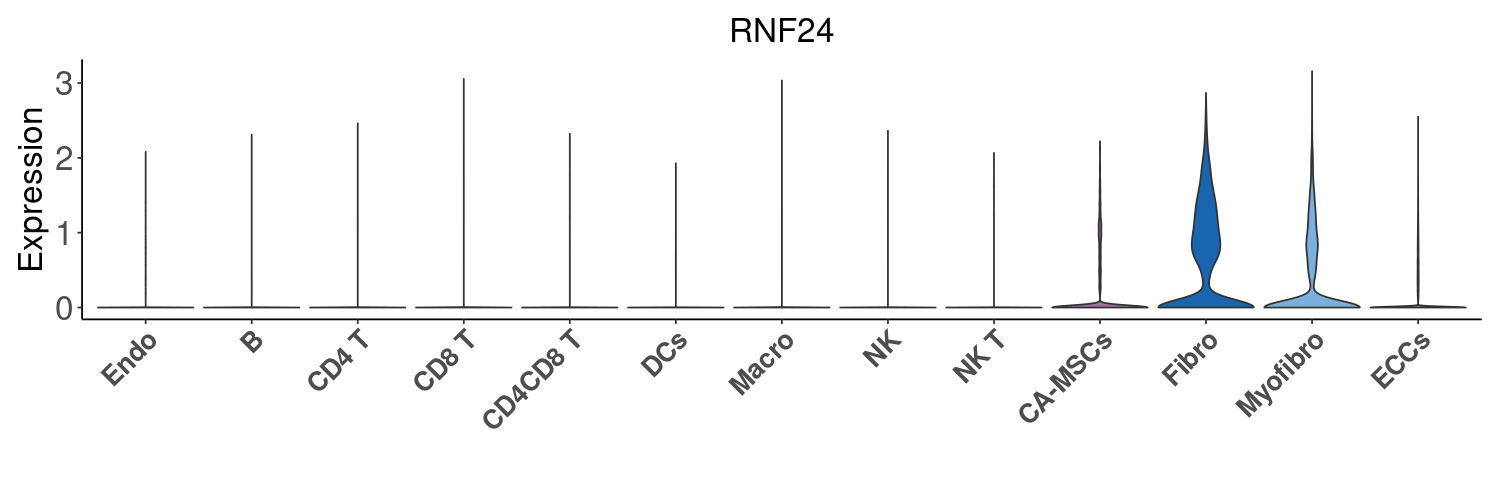 RNF24
Expression
3
2
1
0
Endo
B
CD4 T
CD8 T
CD4CD8 T
DCs
Macro
NK
NK T
CA-MSCs
Fibro
Myofibro
ECCs